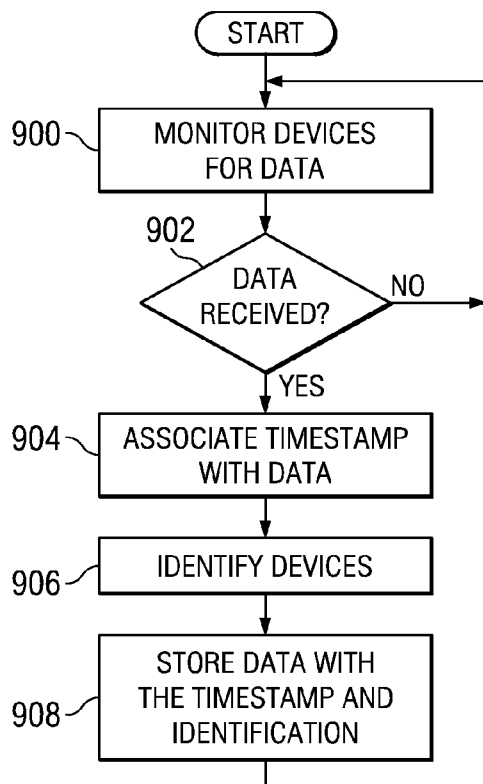 START
900
MONITOR DEVICES
FOR DATA
902
DATA
RECEIVED?
NO
YES
904
ASSOCIATE TIMESTAMP
WITH DATA
906
IDENTIFY DEVICES
908
STORE DATA WITH
THE TIMESTAMP AND
IDENTIFICATION